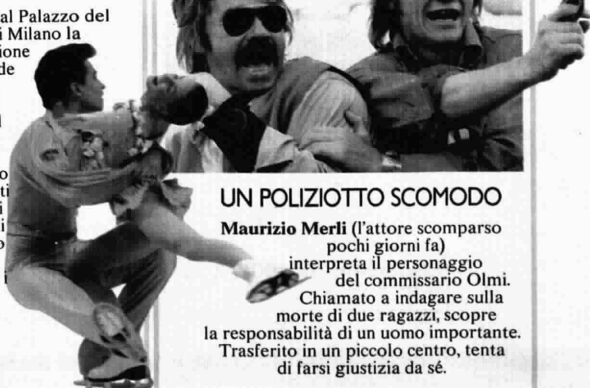 al Palazzo del
i Milano la
ione
de
o
ti
i
i
o
i
UN POLIZIOTTO SCOMODO
Maurizio Merli (l'attore scomparso
pochi giorni fa)
interpreta il personaggio
del commissario Olmi.
Chiamato a indagare sulla
morte di due ragazzi, scopre
la responsabilità di un uomo importante.
Trasferito in un piccolo centro, tenta
di farsi giustizia da sé.